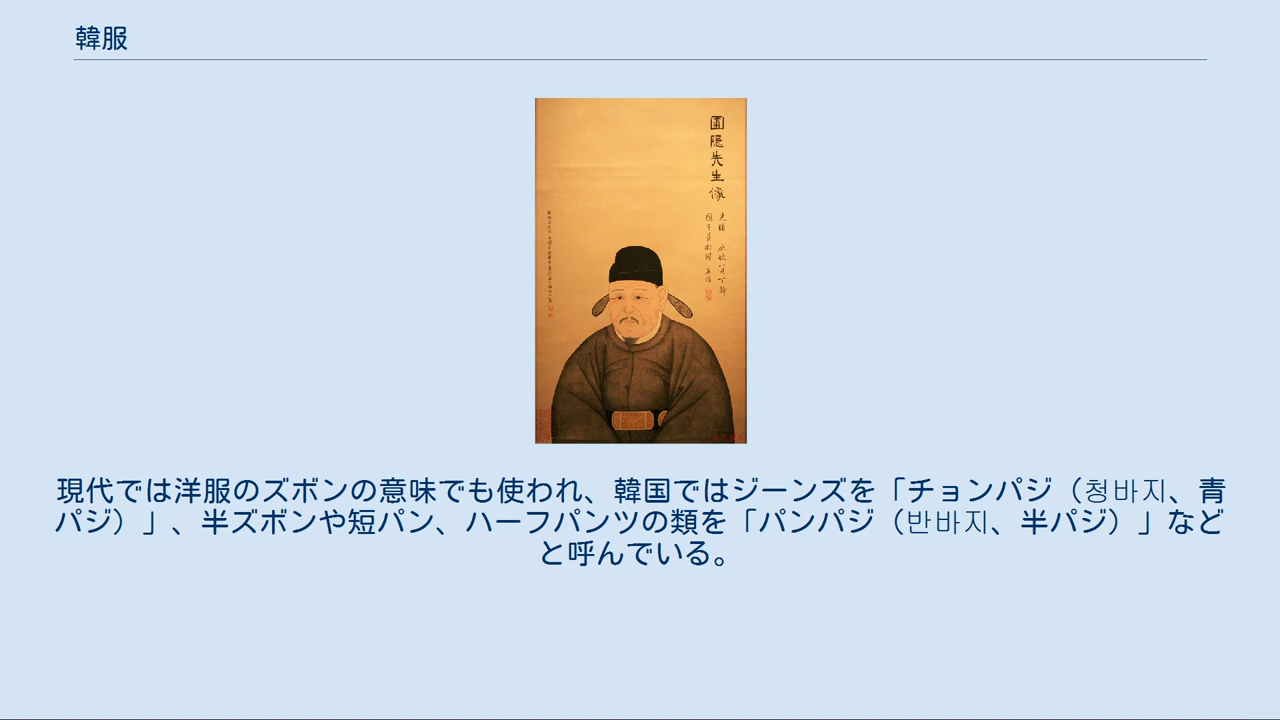 韓服
圃隠先生像
現代では洋服のズボンの意味でも使われ、韓国ではジーンズを「チョンパジ（청바지、青
パジ）」、半ズボンや短パン、ハーフパンツの類を「パンパジ（반바지、半パジ）」など
と呼んでいる。